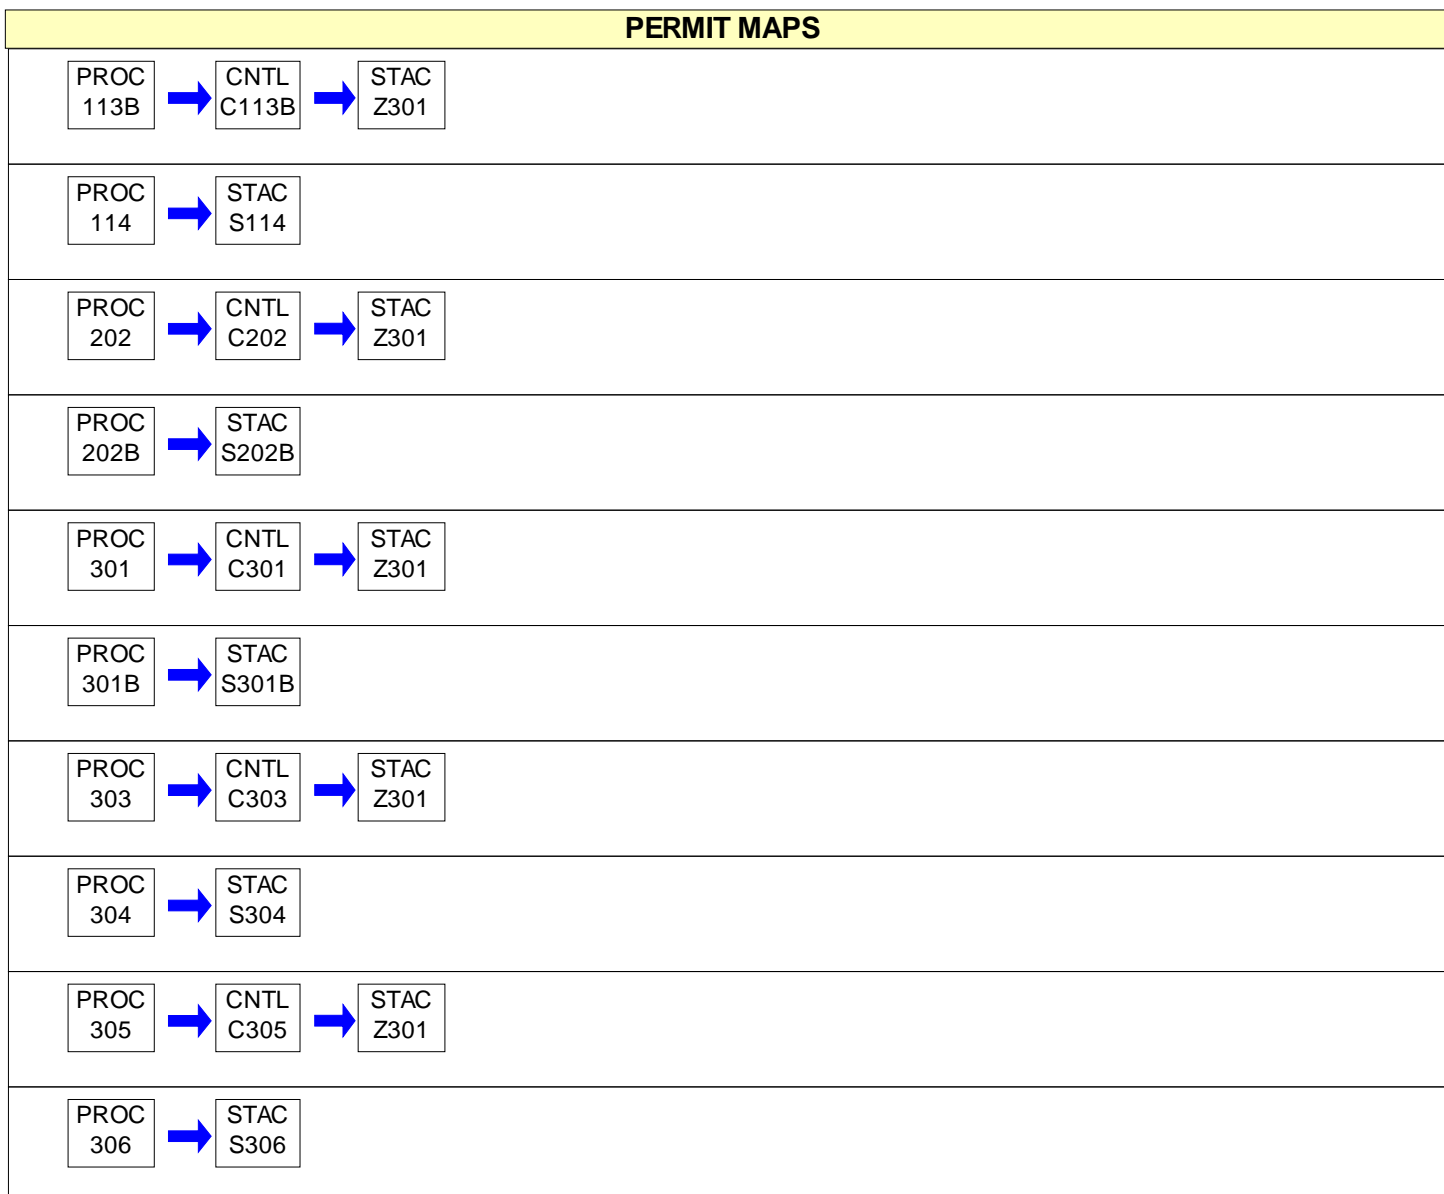 PERMIT MAPS
PROC CNTL STAC
113B C113B Z301
PROC STAC
114 S114
PROC CNTL STAC
202 C202 Z301
PROC STAC
202B S202B
PROC CNTL STAC
301 C301 Z301
PROC STAC
301B S301B
PROC CNTL STAC
303 C303 Z301
PROC STAC
304 S304
PROC CNTL STAC
305 C305 Z301
PROC STAC
306 S306